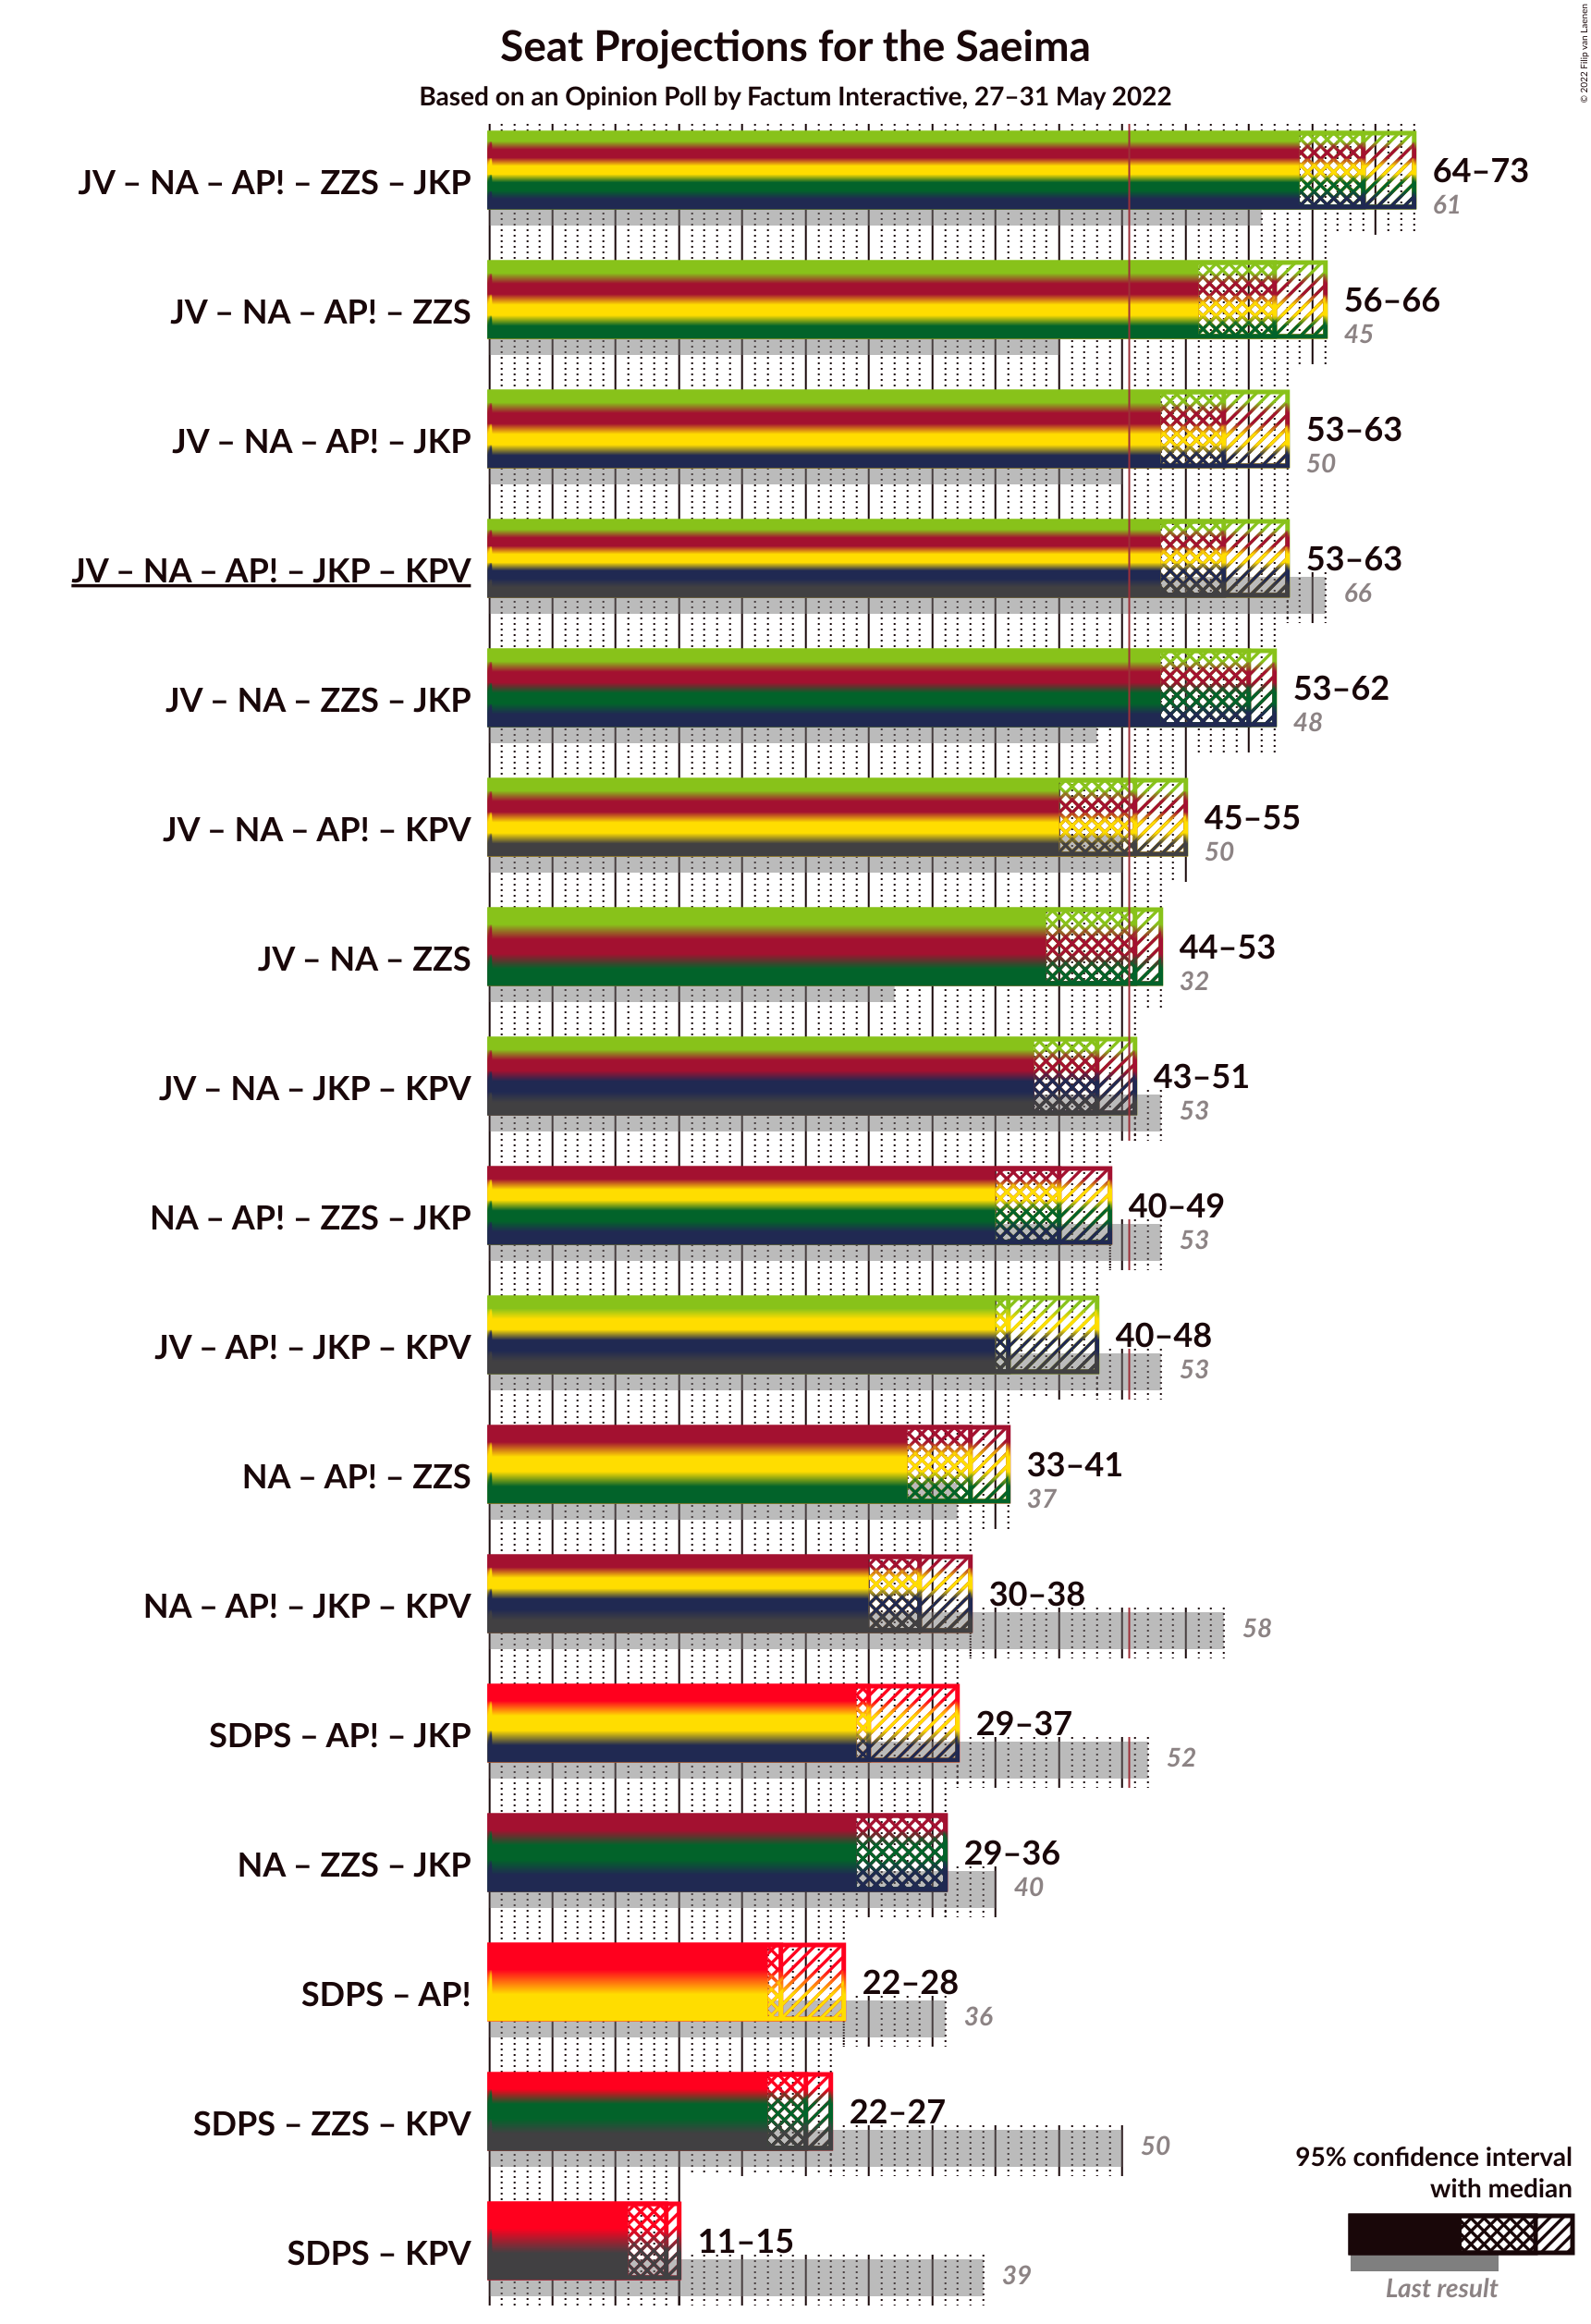 Seat Projections for the Saeima
Based on an Opinion Poll by Factum Interactive, 27–31 May 2022
© 2022 Filip van Laenen
JV – NA – AP! – ZZS – JKP
64–73
61
JV – NA – AP! – ZZS
56–66
45
JV – NA – AP! – JKP
53–63
50
JV – NA – AP! – JKP – KPV
53–63
66
JV – NA – ZZS – JKP
53–62
48
JV – NA – AP! – KPV
45–55
50
JV – NA – ZZS
44–53
32
JV – NA – JKP – KPV
43–51
53
NA – AP! – ZZS – JKP
40–49
53
JV – AP! – JKP – KPV
40–48
53
NA – AP! – ZZS
33–41
37
NA – AP! – JKP – KPV
30–38
58
SDPS – AP! – JKP
29–37
52
NA – ZZS – JKP
29–36
40
SDPS – AP!
22–28
36
SDPS – ZZS – KPV
22–27
50
SDPS – KPV
11–15
39
95% confidence interval
with median
Last result